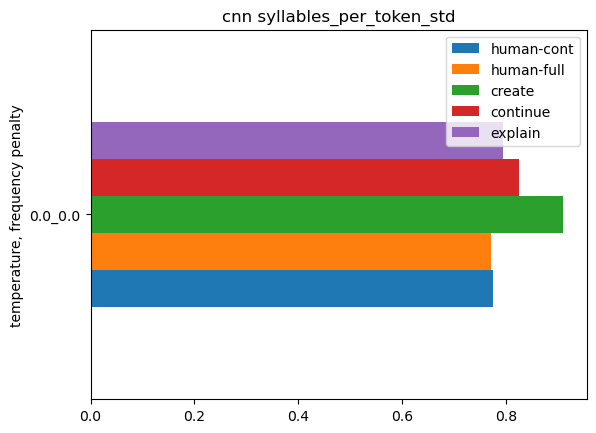 cnn syllables_per_token_std
human-cont
human-full
create
continue
explain
temperature, frequency penalty
0.0_0.0
0.0
0.2
0.4
0.6
0.8